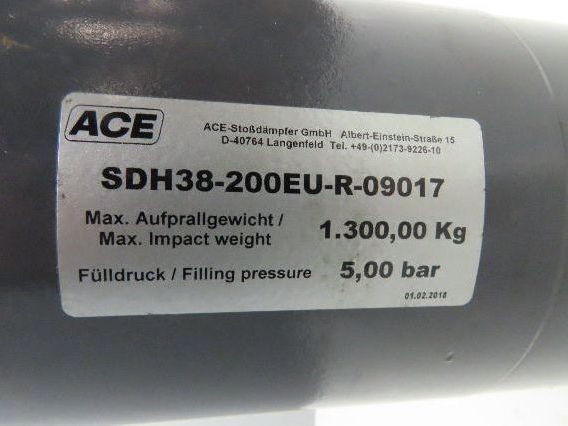 ACE
ACE-Stoßdämpfer GmbH Albert-Einstein-Straße 15
D-40764 Langenfeld Tel. +49-(0)2173-9226-10
SDH38-200EU-R-09017
Max. Aufprallgewicht /
Max. Impact weight 1.300,00 Kg
Fülldruck / Filling pressure 5,00 bar
01.02.2018